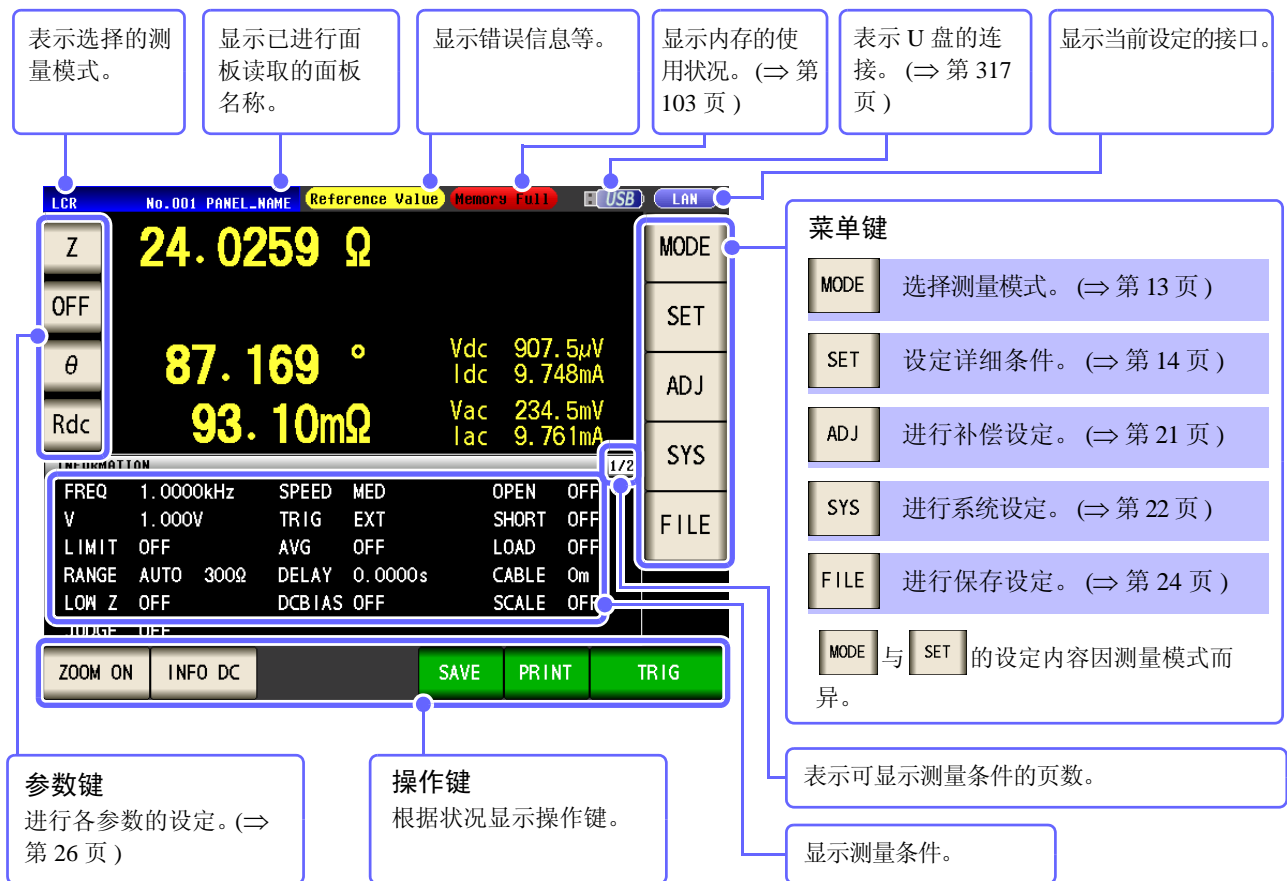 表示选择的测
量模式。
显示已进行面
板读取的面板
名称。
显示错误信息等。
显示内存的使
用状况。(⇒ 第
103 页 )
表示 U 盘的连
接。 (⇒ 第 317
页 )
显示当前设定的接口。
LCR No.001 PANEL_NAME Reference Value Memory Full USB LAN
Z
OFF
θ
Rdc
24.0259 Ω
87.169 °
93.10mΩ
Vdc 907.5μV
Idc 9.748mA
Vac 234.5mV
Iac 9.761mA
MODE
SET
ADJ
SYS
FILE
INFORMATION 1/2
FREQ 1.0000kHz SPEED MED OPEN OFF
V 1.000V TRIG EXT SHORT OFF
LIMIT OFF AVG OFF LOAD OFF
RANGE AUTO 300Ω DELAY 0.0000s CABLE 0m
LOW Z OFF DCBIAS OFF SCALE OFF
JUDGE OFF
ZOOM ON INFO DC SAVE PRINT TRIG
菜单键
MODE 选择测量模式。 (⇒ 第 13 页 )
SET 设定详细条件。 (⇒ 第 14 页 )
ADJ 进行补偿设定。 (⇒ 第 21 页 )
SYS 进行系统设定。 (⇒ 第 22 页 )
FILE 进行保存设定。 (⇒ 第 24 页 )
MODE 与 SET 的设定内容因测量模式而
异。
参数键
进行各参数的设定。(⇒
第 26 页 )
操作键
根据状况显示操作键。
表示可显示测量条件的页数。
显示测量条件。